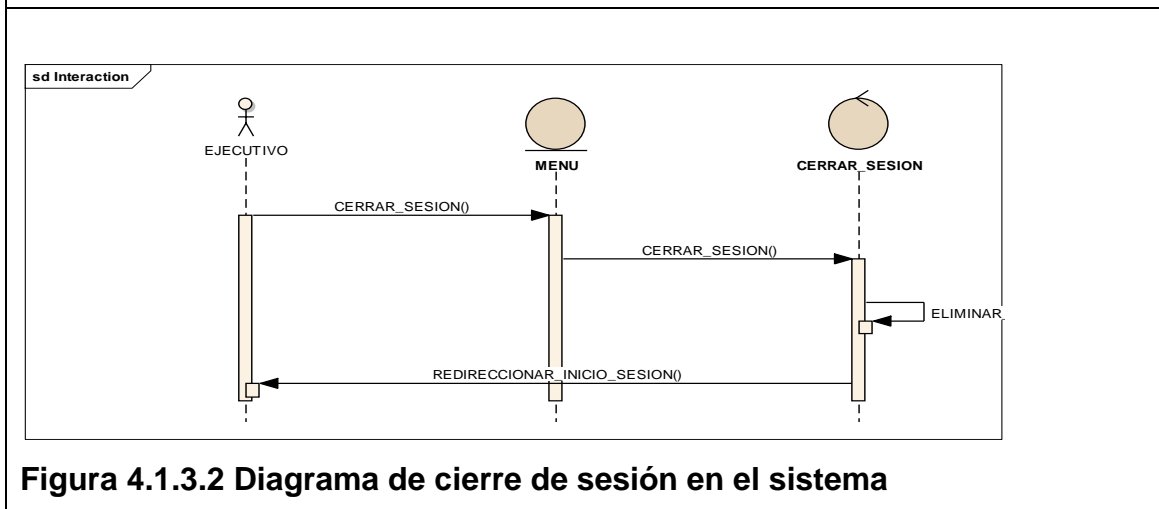 sd Interaction
EJECUTIVO
MENU
CERRAR_SESION
CERRAR_SESION()
CERRAR_SESION()
ELIMINAR_
REDIRECCIONAR_INICIO_SESION()
Figura 4.1.3.2 Diagrama de cierre de sesión en el sistema